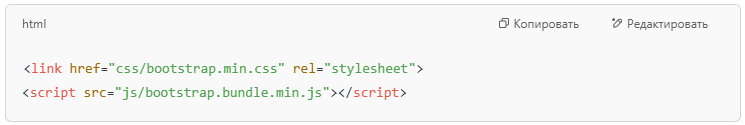 html Копировать Редактировать
<link href="css/bootstrap.min.css" rel="stylesheet">
<script src="js/bootstrap.bundle.min.js"></script>